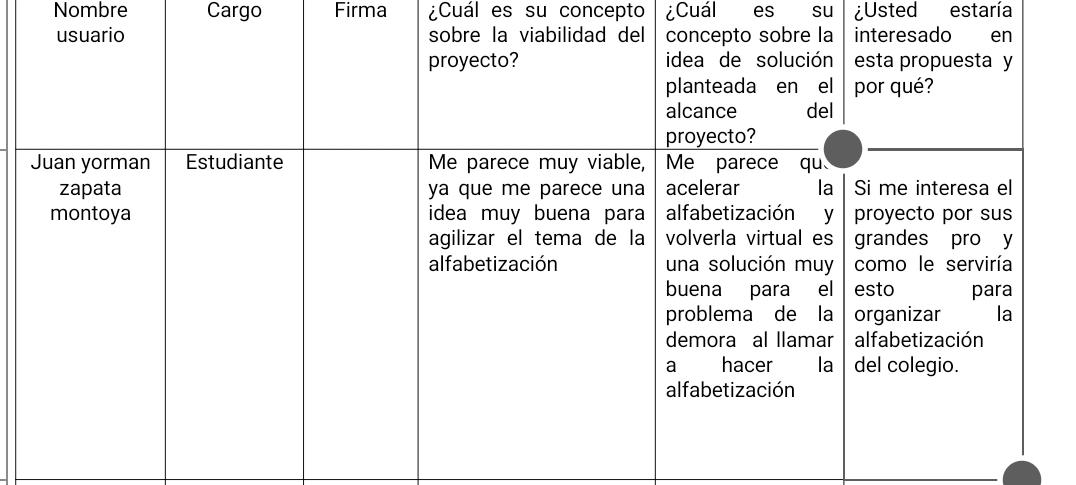 Nombre usuario
Cargo
Firma
¿Cuál es su concepto
sobre la viabilidad del
proyecto?
¿Cuál es su
concepto sobre la
idea de solución
planteada en el
alcance del
proyecto?
¿Usted estaría
interesado en
esta propuesta y
por qué?
Juan yorman
zapata
montoya
Estudiante
Me parece muy viable,
ya que me parece una
idea muy buena para
agilizar el tema de la
alfabetización
Me parece que
acelerar la
alfabetización y
volverla virtual es
una solución muy
buena para el
problema de la
demora al llamar
a hacer la
alfabetización
Si me interesa el
proyecto por sus
grandes pro y
como le serviría
esto para
organizar la
alfabetización
del colegio.